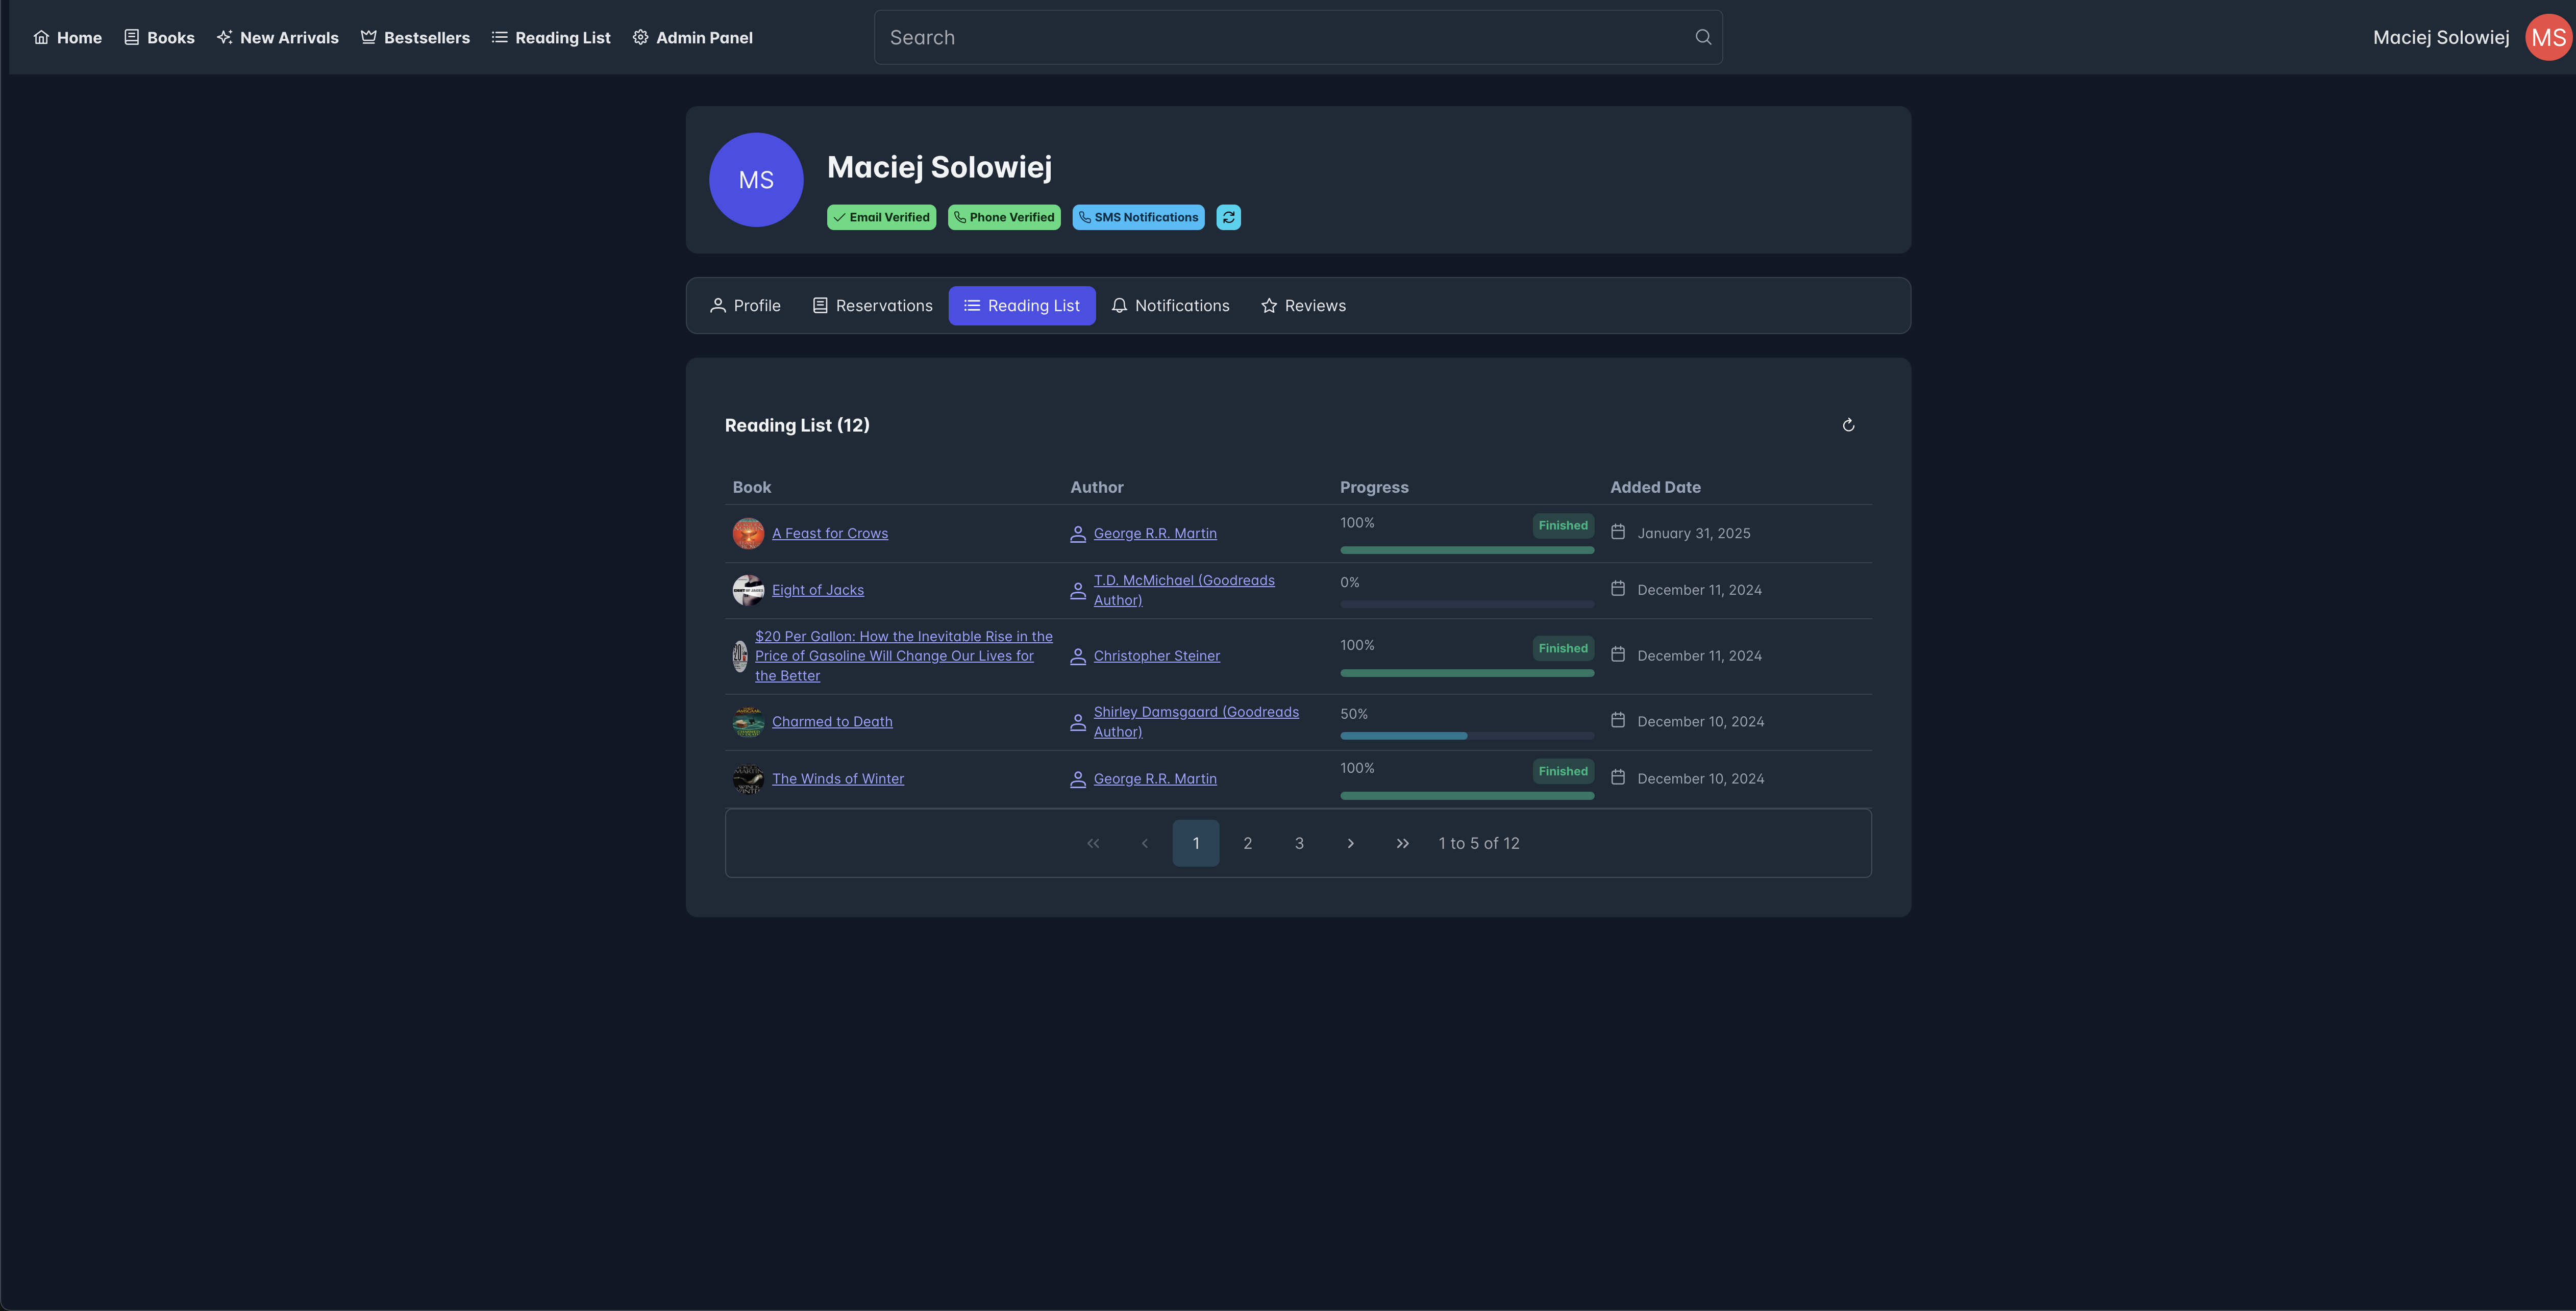 Home Books New Arrivals Bestsellers Reading List Admin Panel Search Maciej Solowiej MS
MS
Maciej Solowiej
Email Verified Phone Verified SMS Notifications
Profile Reservations Reading List Notifications Reviews
Reading List (12)
Book Author Progress Added Date
A Feast for Crows George R.R. Martin 100% Finished January 31, 2025
Eight of Jacks T.D. McMichael (Goodreads
Author) 0% December 11, 2024
$20 Per Gallon: How the Inevitable Rise in the
Price of Gasoline Will Change Our Lives for
the Better Christopher Steiner 100% Finished December 11, 2024
Charmed to Death Shirley Damsgaard (Goodreads
Author) 50% December 10, 2024
The Winds of Winter George R.R. Martin 100% Finished December 10, 2024
1 2 3 1 to 5 of 12